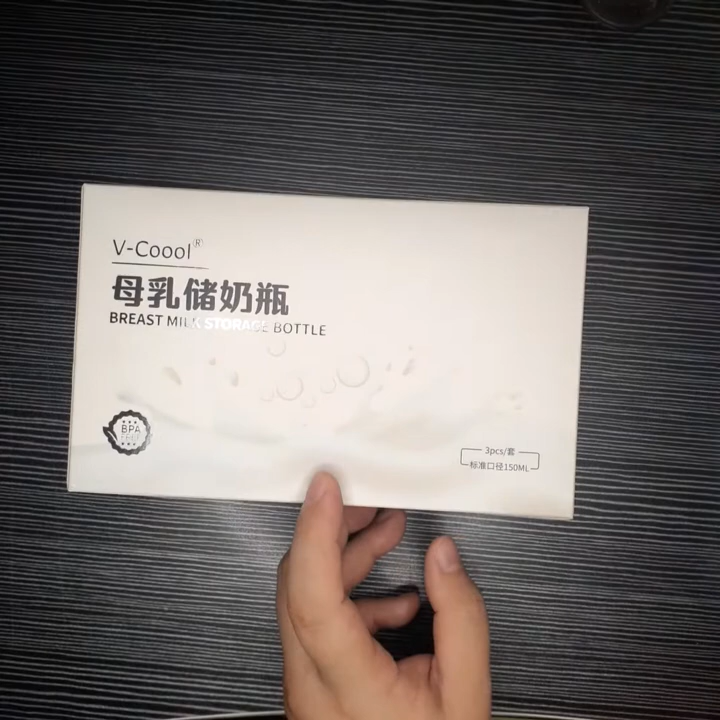 V-Coool®
母乳储奶瓶
BREAST MILK STORAGE BOTTLE
BPA
FREE
3pcs/套
标准口径150ML